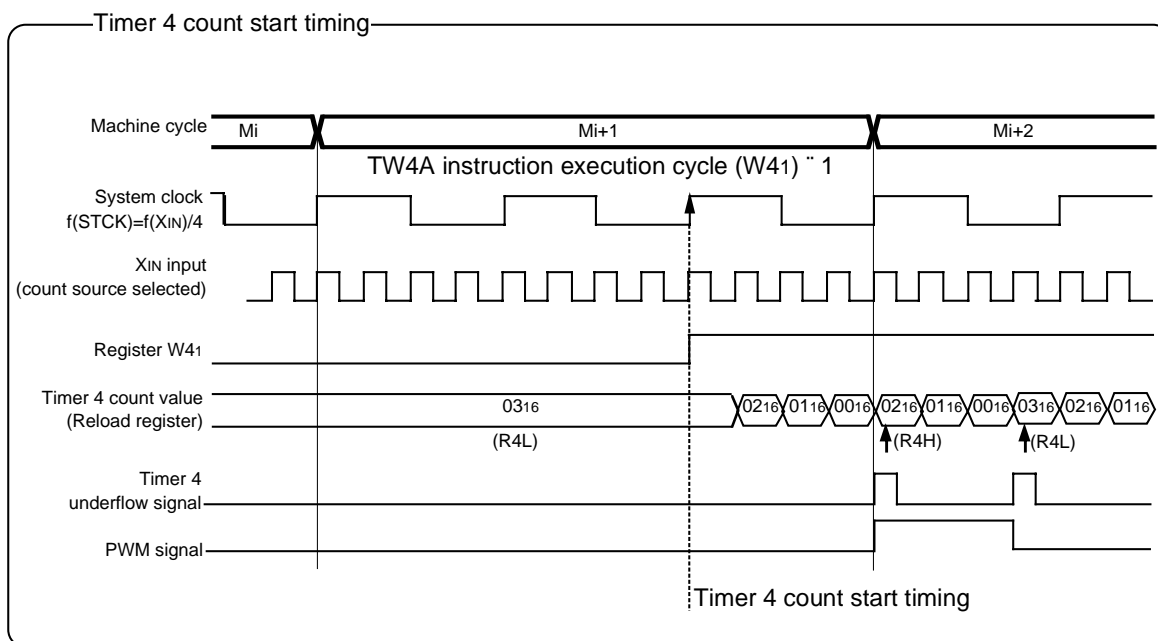 Timer 4 count start timing
Machine cycle Mi Mi+1 Mi+2
TW4A instruction execution cycle (W41) ¨ 1
System clock
f(STCK)=f(XIN)/4
XIN input
(count source selected)
Register W41
Timer 4 count value
(Reload register)
0316 0216 0116 0016 0216 0116 0016 0316 0216 0116
(R4L) (R4H) (R4L)
Timer 4
underflow signal
PWM signal
Timer 4 count start timing